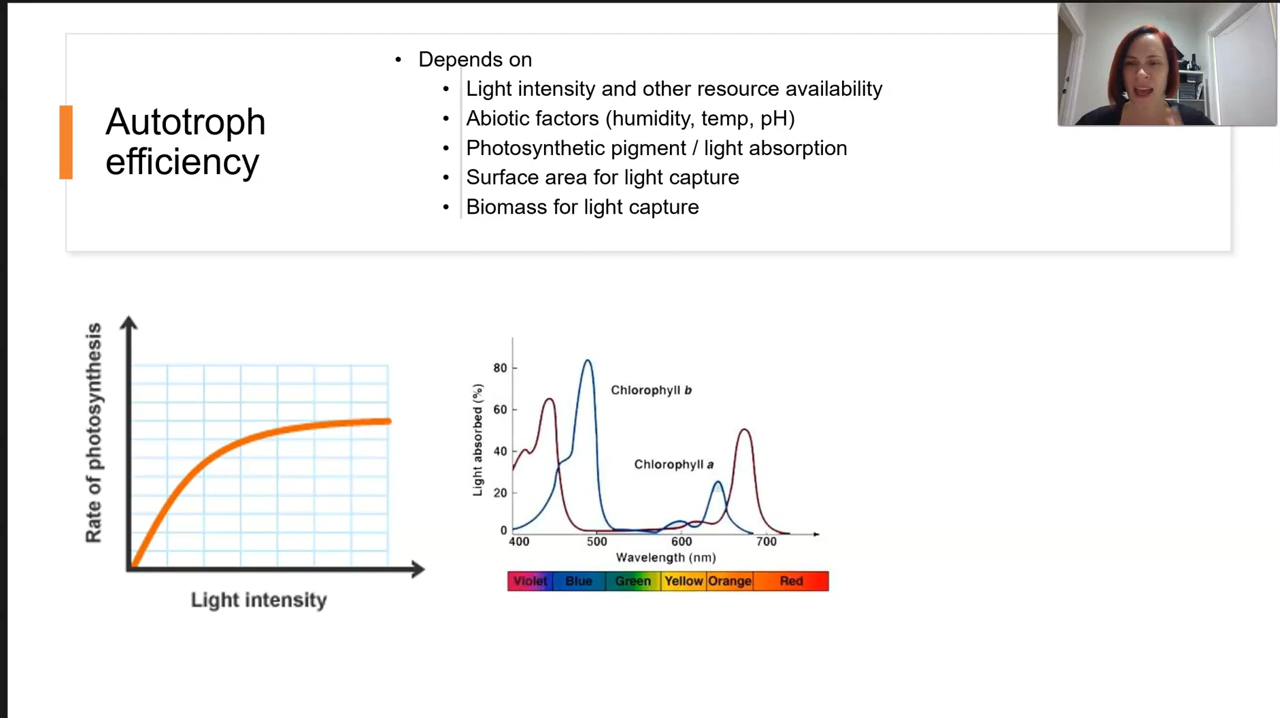 Autotroph
efficiency
• Depends on
• Light intensity and other resource availability
• Abiotic factors (humidity, temp, pH)
• Photosynthetic pigment / light absorption
• Surface area for light capture
• Biomass for light capture
Rate of photosynthesis
Light intensity
Light absorbed (%)
80
60
40
20
0
Chlorophyll b
Chlorophyll a
400 500 600 700
Wavelength (nm)
Violet Blue Green Yellow Orange Red